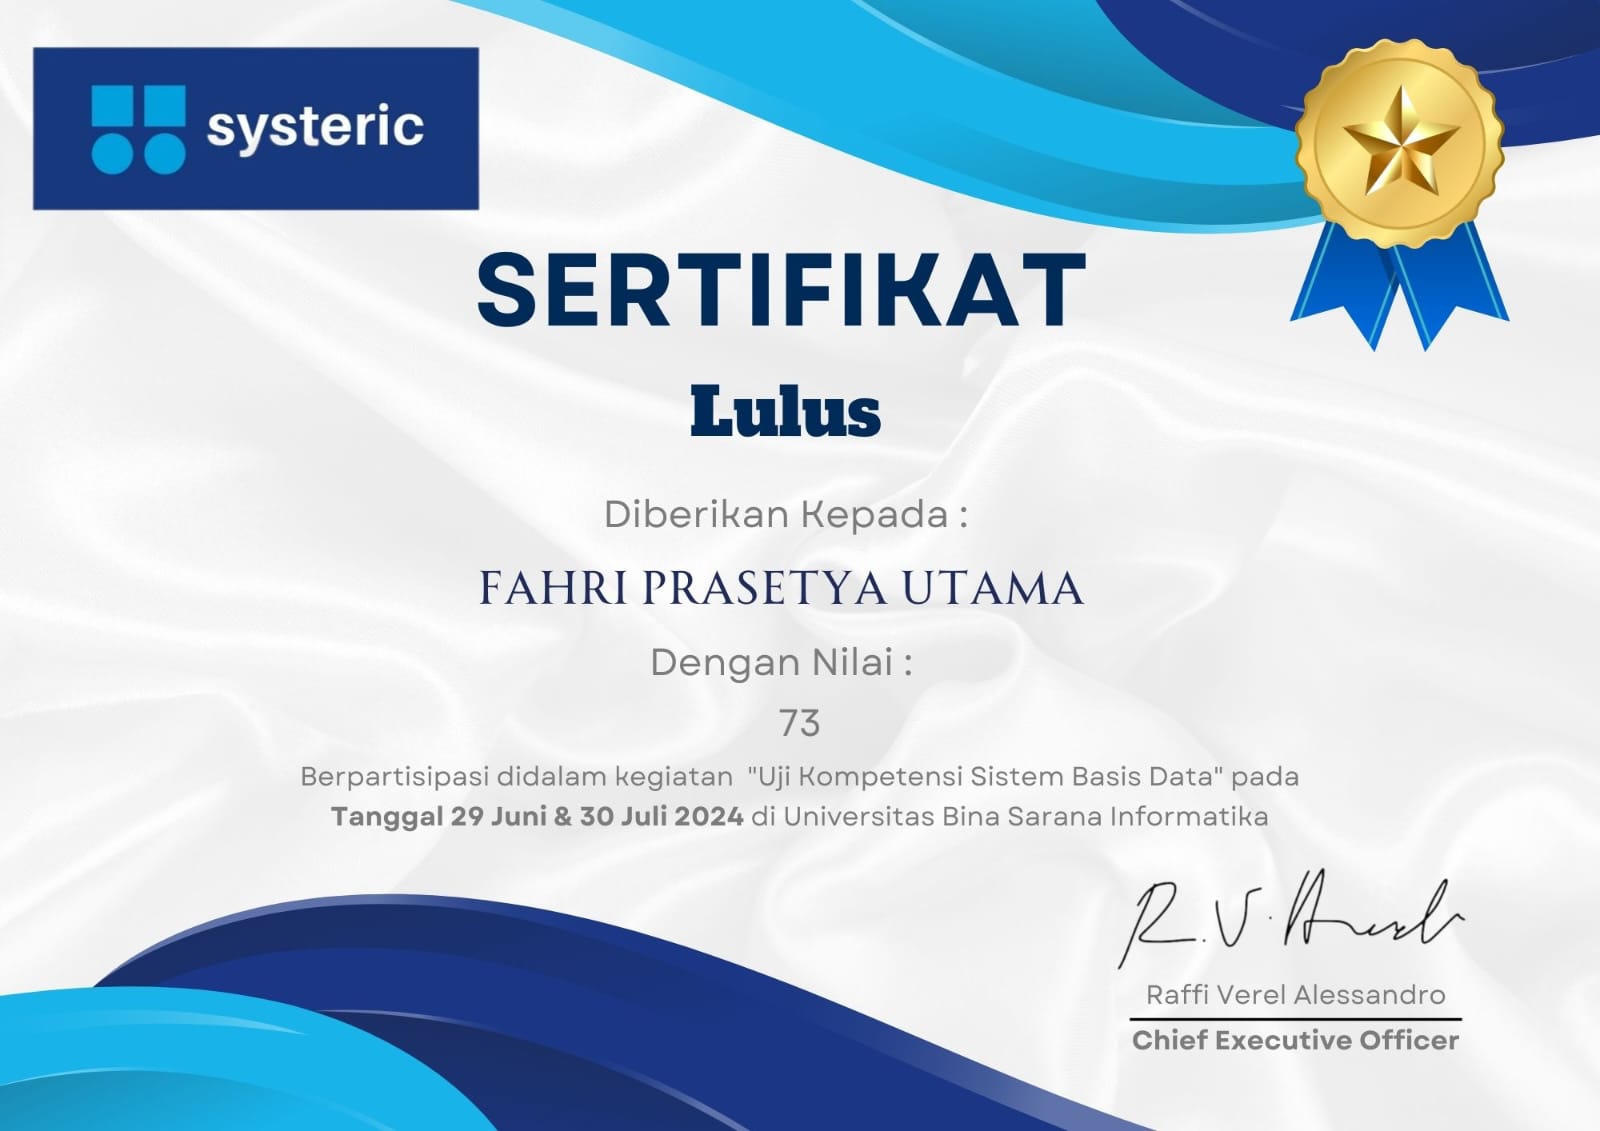 systeric
SERTIFIKAT
Lulus
Diberikan Kepada :
FAHRI PRASETYA UTAMA
Dengan Nilai :
73
Berpartisipasi didalam kegiatan "Uji Kompetensi Sistem Basis Data" pada
Tanggal 29 Juni & 30 Juli 2024 di Universitas Bina Sarana Informatika
Raffi Verel Alessandro
Chief Executive Officer